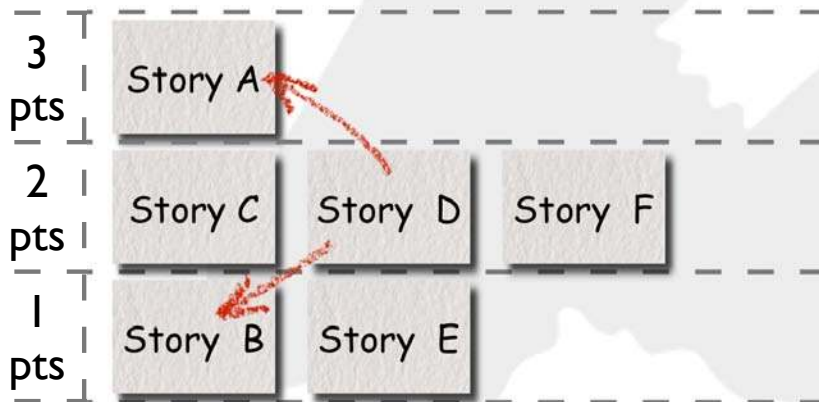 3
pts
Story A
2
pts
Story C
Story D
Story F
1
pts
Story B
Story E